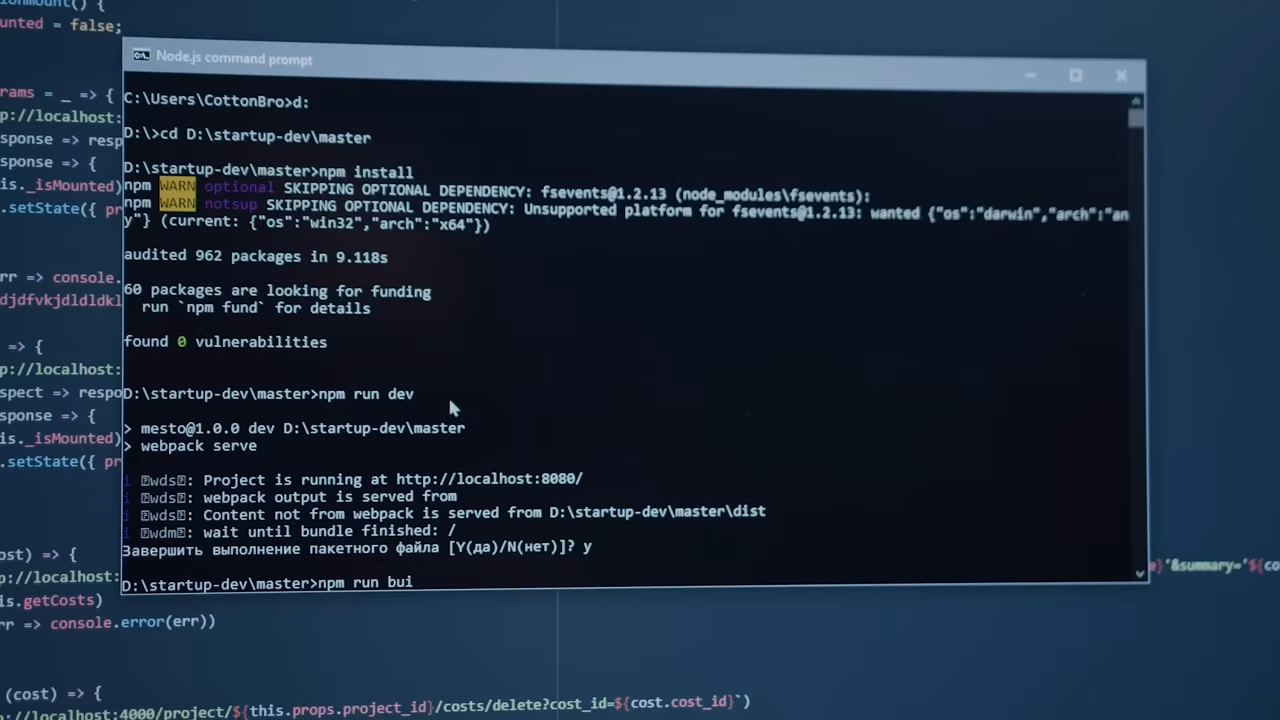 ionmount() {
unted = false;
Node.js command prompt
C:\Users\CottonBro>d:
rams = _ => {
p://localhost:
D:\>cd D:\startup-dev\master
sponse => resp
sponse => {
D:\startup-dev\master>npm install
is._isMounted)
npm WARN optional SKIPPING OPTIONAL DEPENDENCY: fsevents@1.2.13 (node_modules\fsevents):
.setState({ pr
npm WARN notsup SKIPPING OPTIONAL DEPENDENCY: Unsupported platform for fsevents@1.2.13: wanted {"os":"darwin","arch":"an
y"} (current: {"os":"win32","arch":"x64"})
audited 962 packages in 9.118s
rr => console.
60 packages are looking for funding
djdfvkjdldldkl
run `npm fund` for details
found 0 vulnerabilities
=> {
p://localhost:
spect => respo
D:\startup-dev\master>npm run dev
sponse => {
> mesto@1.0.0 dev D:\startup-dev\master
is._isMounted)
> webpack serve
.setState({ pr
i wds: Project is running at http://localhost:8080/
i wds: webpack output is served from
i wds: Content not from webpack is served from D:\startup-dev\master\dist
i wdm: wait until bundle finished: /
Завершить выполнение пакетного файла [Y(да)/N(нет)]? y
ost) => {
}'&summary='${co
p://localhost:
D:\startup-dev\master>npm run bui
is.getCosts)
rr => console.error(err))
(cost) => {
p://localhost:4000/project/${this.props.project_id}/costs/delete?cost_id=${cost.cost_id}`)